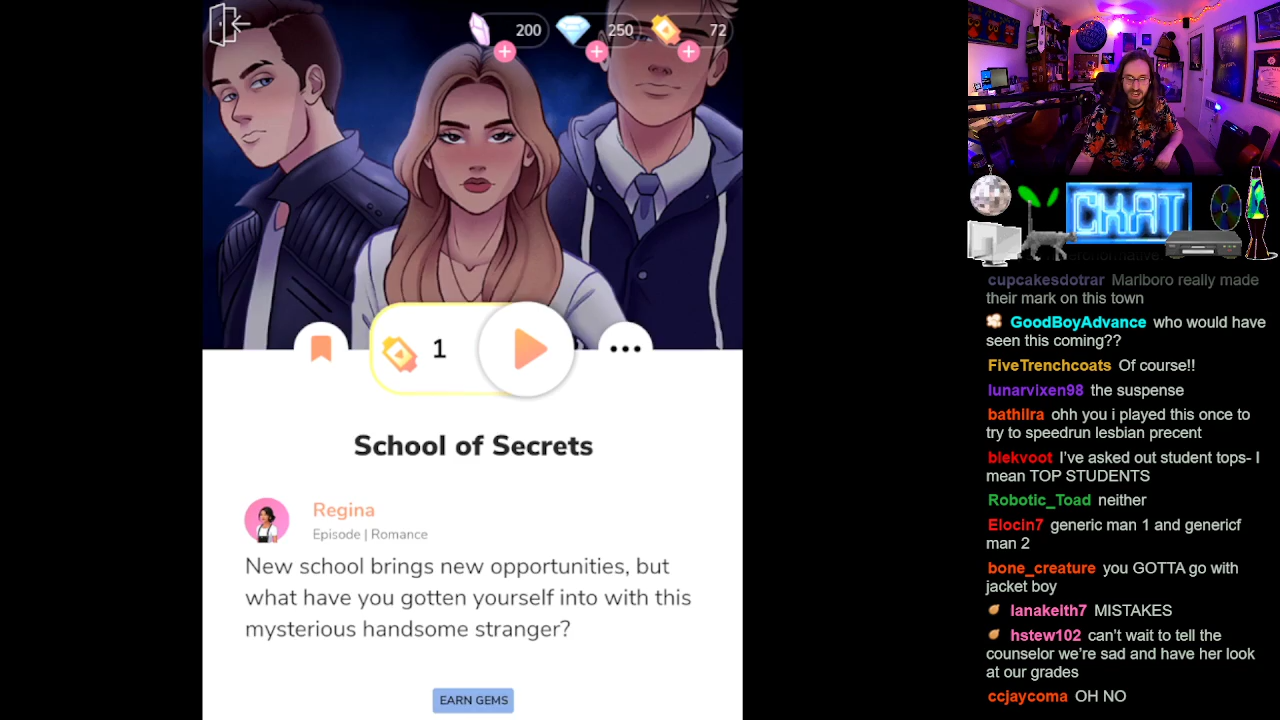 200
250
72
1
School of Secrets
Regina
Episode | Romance
New school brings new opportunities, but
what have you gotten yourself into with this
mysterious handsome stranger?
EARN GEMS
CHAT
cupcakesdotrar Marlboro really made
their mark on this town
GoodBoyAdvance who would have
seen this coming??
FiveTrenchcoats Of course!!
lunarvixen98 the suspense
bathilra ohh you i played this once to
try to speedrun lesbian precent
blekvoot I've asked out student tops- I
mean TOP STUDENTS
Robotic_Toad neither
Elocin7 generic man 1 and genericf
man 2
bone_creature you GOTTA go with
jacket boy
lanakeith7 MISTAKES
hstew102 can't wait to tell the
counselor we're sad and have her look
at our grades
ccjaycoma OH NO